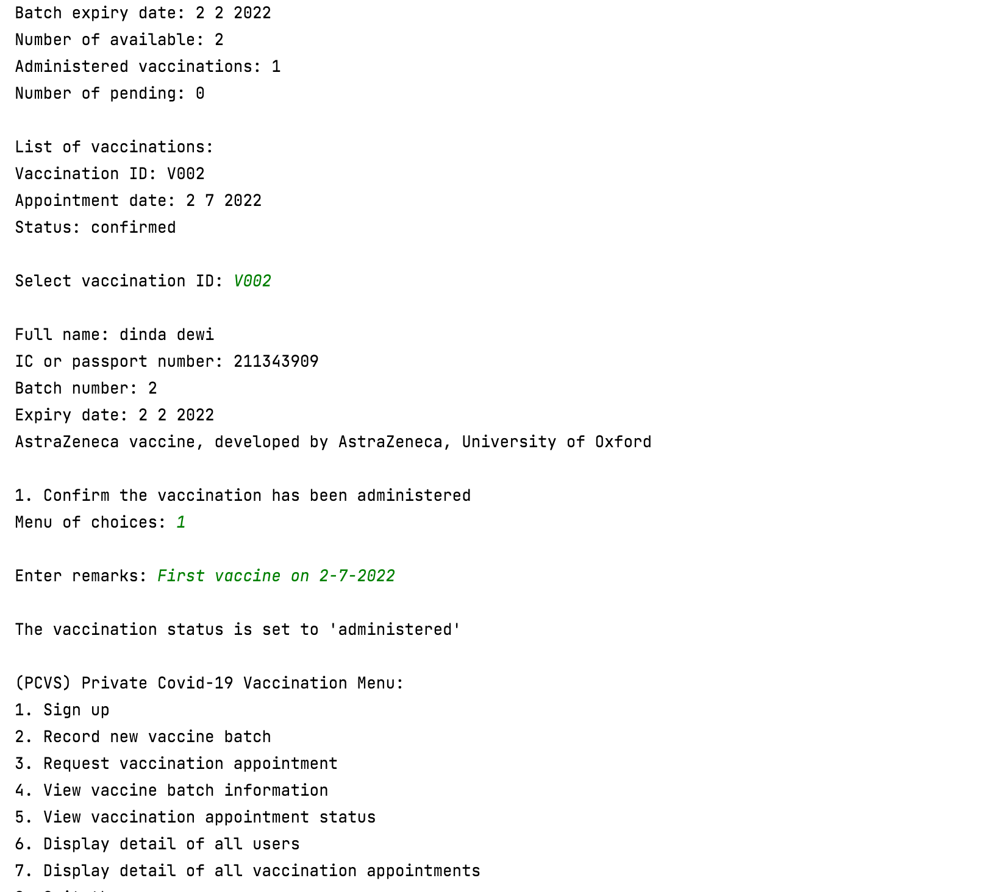 Batch expiry date: 2 2 2022
Number of available: 2
Administered vaccinations: 1
Number of pending: 0
List of vaccinations:
Vaccination ID: V002
Appointment date: 2 7 2022
Status: confirmed
Select vaccination ID: V002
Full name: dinda dewi
IC or passport number: 211343909
Batch number: 2
Expiry date: 2 2 2022
AstraZeneca vaccine, developed by AstraZeneca, University of Oxford
1. Confirm the vaccination has been administered
Menu of choices: 1
Enter remarks: First vaccine on 2-7-2022
The vaccination status is set to 'administered'
(PCVS) Private Covid-19 Vaccination Menu:
1. Sign up
2. Record new vaccine batch
3. Request vaccination appointment
4. View vaccine batch information
5. View vaccination appointment status
6. Display detail of all users
7. Display detail of all vaccination appointments